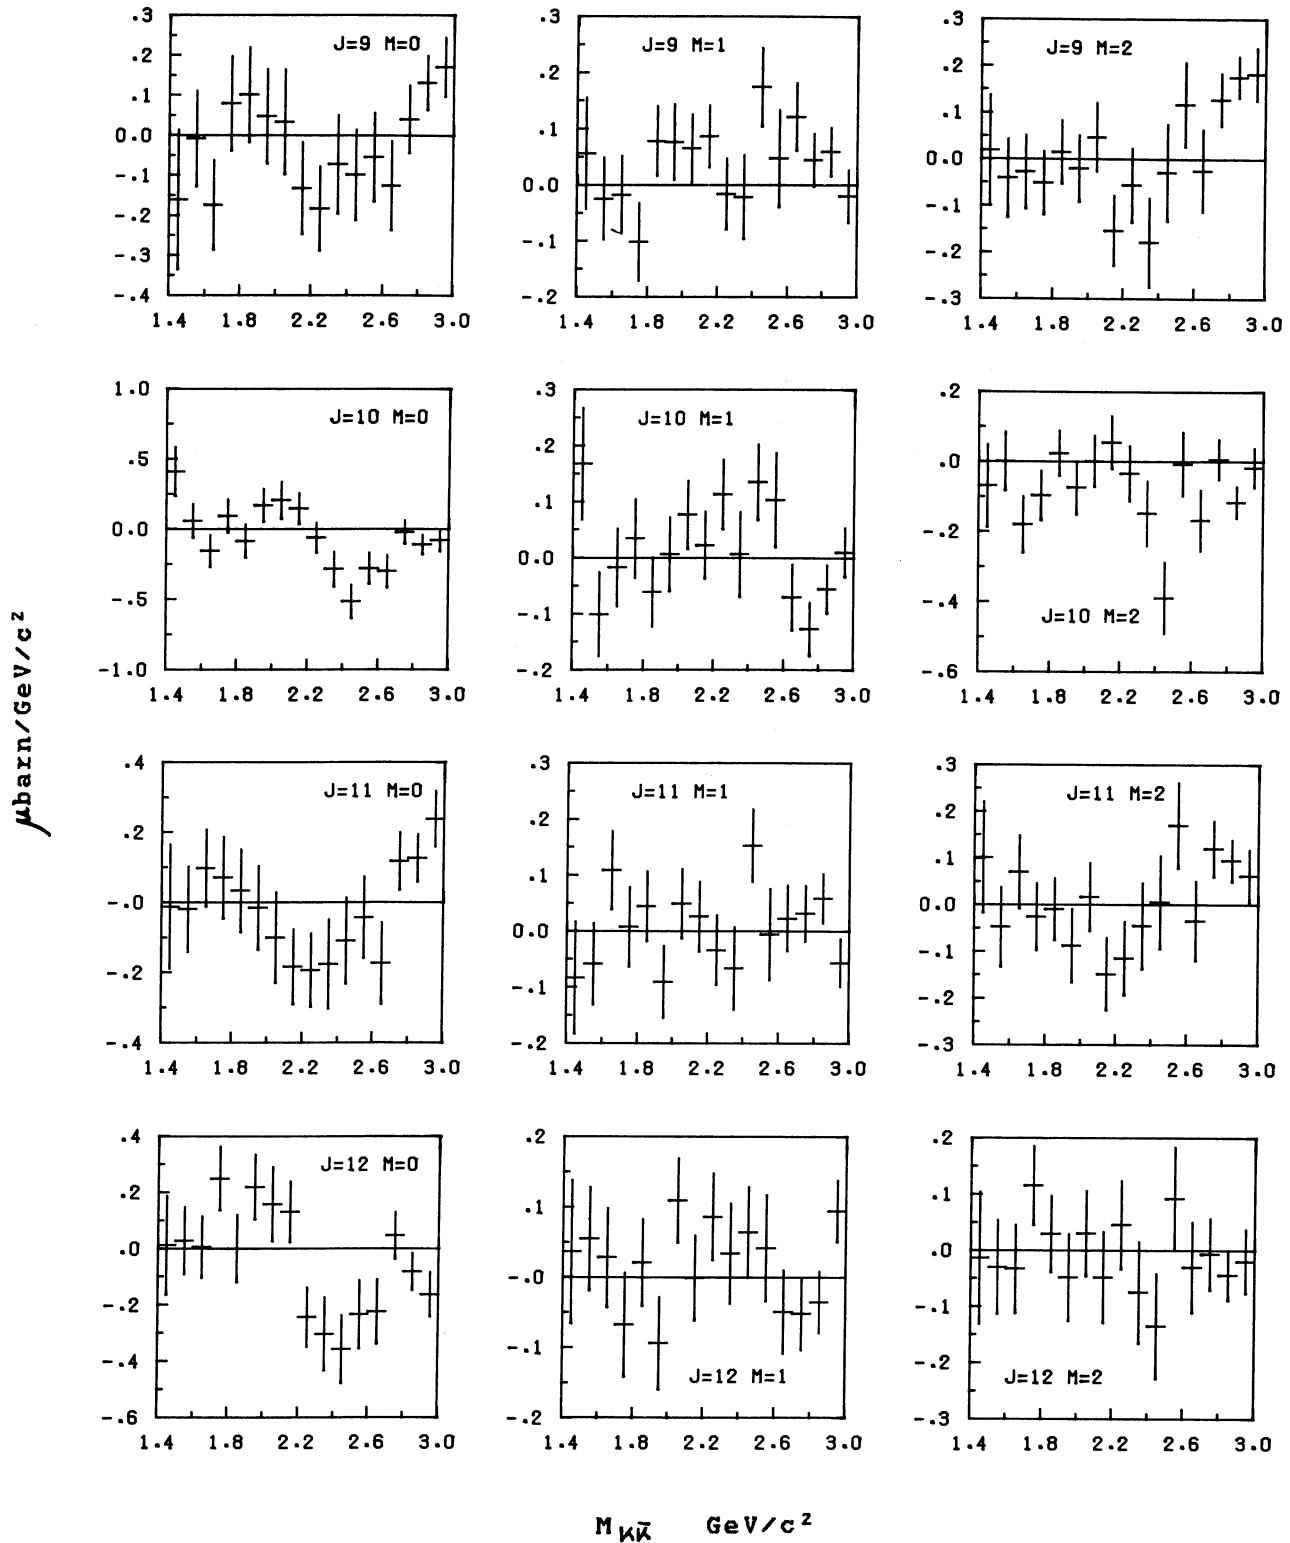 .3
.2
.1
0.0
-.1
-.2
-.3
-.4
J=9 M=0
1.4 1.8 2.2 2.6 3.0
.3
.2
.1
0.0
-.1
-.2
J=9 M=1
1.4 1.8 2.2 2.6 3.0
.3
.2
.1
0.0
-.1
-.2
-.3
J=9 M=2
1.4 1.8 2.2 2.6 3.0
1.0
.5
0.0
-.5
-1.0
J=10 M=0
1.4 1.8 2.2 2.6 3.0
.3
.2
.1
0.0
-.1
-.2
J=10 M=1
1.4 1.8 2.2 2.6 3.0
.2
.0
-.2
-.4
-.6
J=10 M=2
1.4 1.8 2.2 2.6 3.0
μbarn/GeV/c²
.4
.2
-.0
-.2
-.4
J=11 M=0
1.4 1.8 2.2 2.6 3.0
.3
.2
.1
0.0
-.1
-.2
J=11 M=1
1.4 1.8 2.2 2.6 3.0
.3
.2
.1
0.0
-.1
-.2
-.3
J=11 M=2
1.4 1.8 2.2 2.6 3.0
.4
.2
.0
-.2
-.4
-.6
J=12 M=0
1.4 1.8 2.2 2.6 3.0
.2
.1
-.0
-.1
-.2
J=12 M=1
1.4 1.8 2.2 2.6 3.0
.2
.1
.0
-.1
-.2
-.3
J=12 M=2
1.4 1.8 2.2 2.6 3.0
M KK̄ GeV/c²